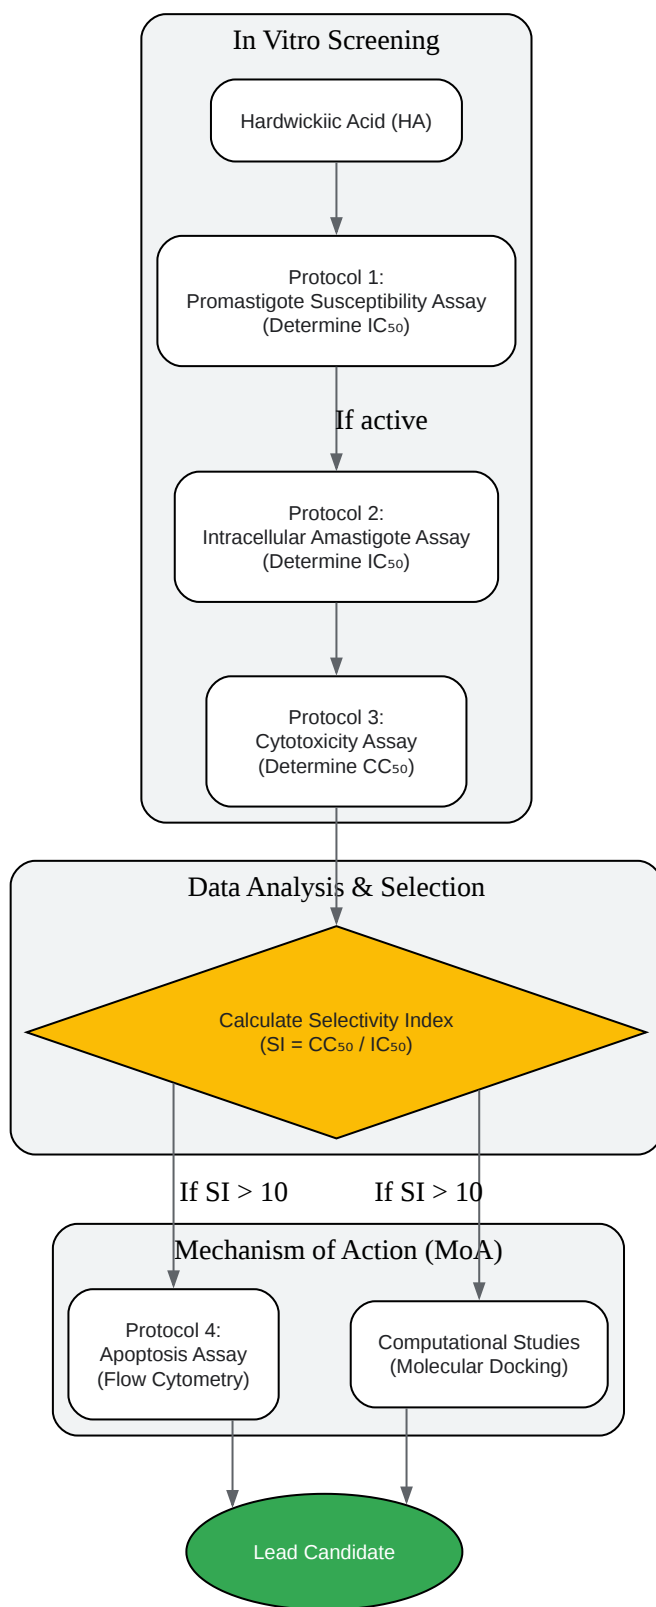 In Vitro Screening
Hardwickiic Acid (HA)
Protocol 1:
Promastigote Susceptibility Assay
(Determine IC₅₀)
If active
Protocol 2:
Intracellular Amastigote Assay
(Determine IC₅₀)
Protocol 3:
Cytotoxicity Assay
(Determine CC₅₀)
Data Analysis & Selection
Calculate Selectivity Index
(SI = CC₅₀ / IC₅₀)
If SI > 10
If SI > 10
Mechanism of Action (MoA)
Protocol 4:
Apoptosis Assay
(Flow Cytometry)
Computational Studies
(Molecular Docking)
Lead Candidate